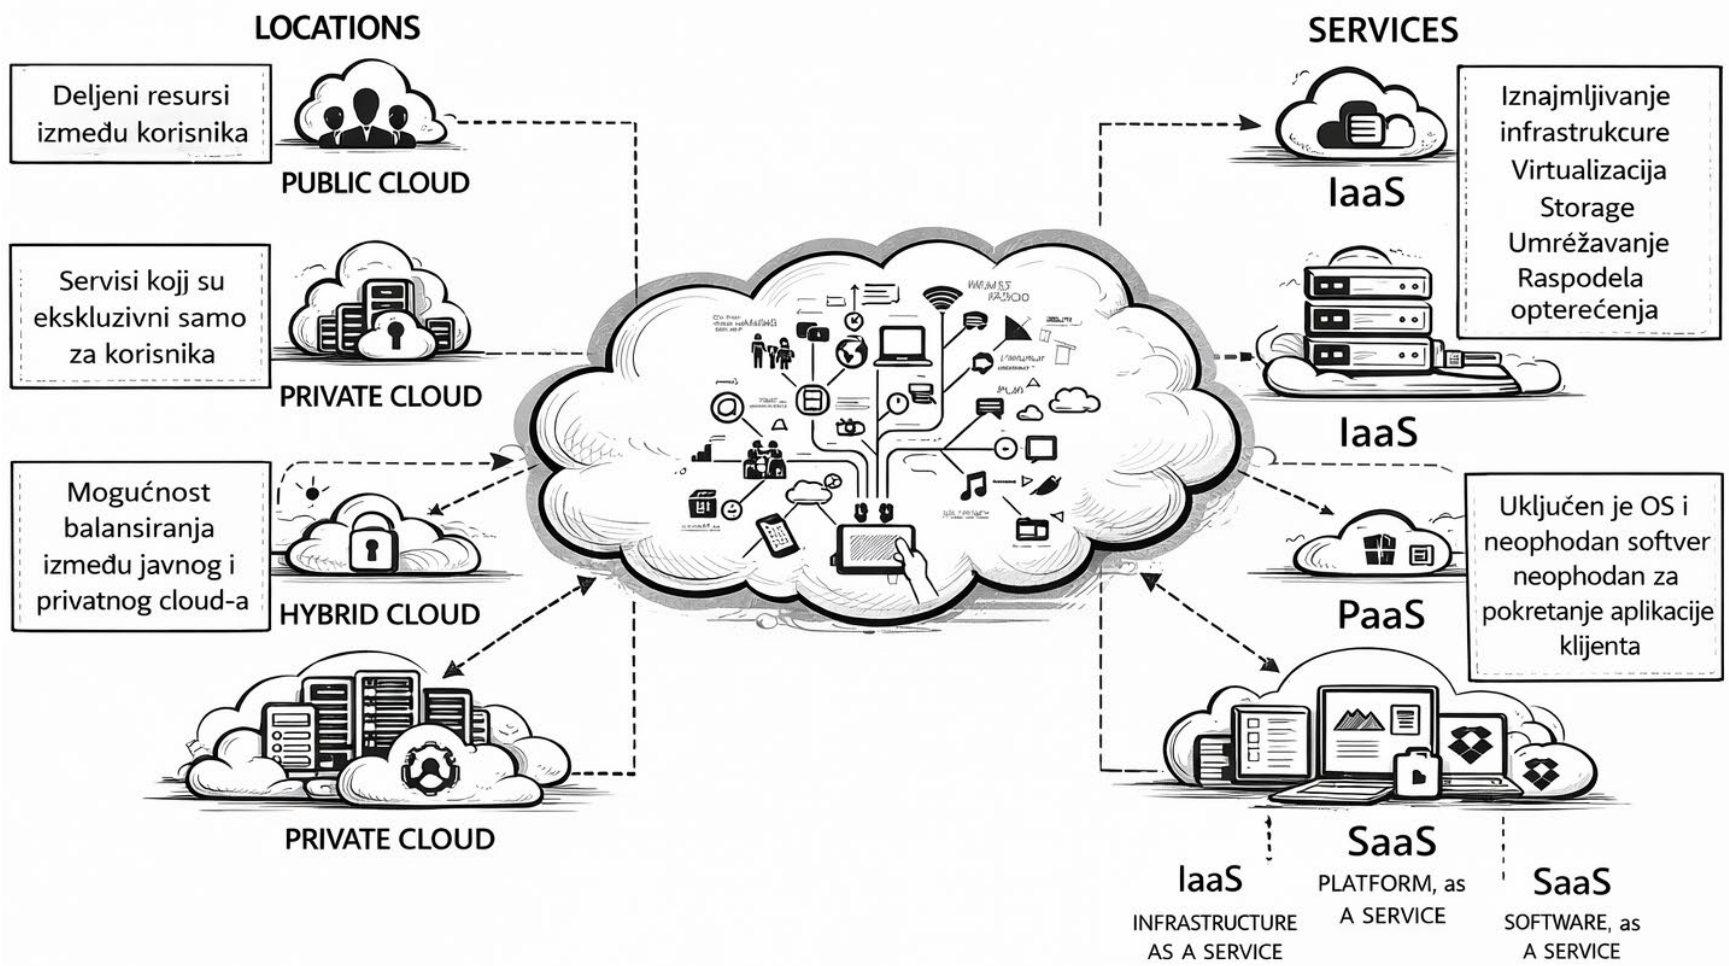 LOCATIONS
Deljeni resursi
između korisnika
PUBLIC CLOUD
Servisi kojj su
ekskluzivni samo
za korisnika
PRIVATE CLOUD
Mogućnost
balansiranja
između javnog i
privatnog cloud-a
HYBRID CLOUD
PRIVATE CLOUD
SERVICES
IaaS
Iznajmljivanje
infrastrukcure
Virtualizacija
Storage
Umréžavanje
Raspodela
opterećenja
IaaS
PaaS
Uključen je OS i
neophodan softver
neophodan za
pokretanje aplikacije
klijenta
SaaS
PLATFORM, as
A SERVICE
IaaS
INFRASTRUCTURE
AS A SERVICE
SaaS
SOFTWARE, as
A SERVICE